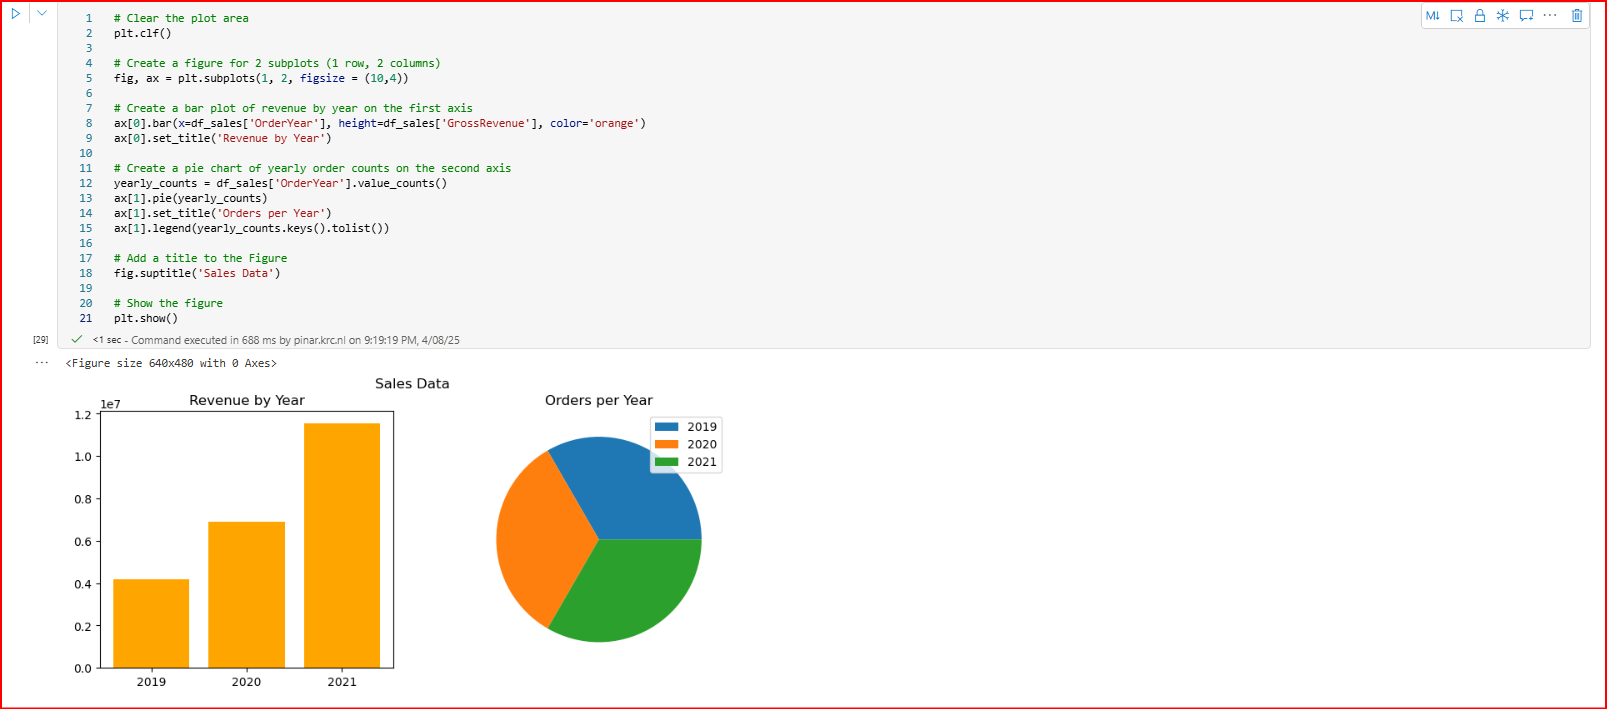 1 # Clear the plot area
2 plt.clf()
3
4 # Create a figure for 2 subplots (1 row, 2 columns)
5 fig, ax = plt.subplots(1, 2, figsize = (10,4))
6
7 # Create a bar plot of revenue by year on the first axis
8 ax[0].bar(x=df_sales['OrderYear'], height=df_sales['GrossRevenue'], color='orange')
9 ax[0].set_title('Revenue by Year')
10
11 # Create a pie chart of yearly order counts on the second axis
12 yearly_counts = df_sales['OrderYear'].value_counts()
13 ax[1].pie(yearly_counts)
14 ax[1].set_title('Orders per Year')
15 ax[1].legend(yearly_counts.keys().tolist())
16
17 # Add a title to the Figure
18 fig.suptitle('Sales Data')
19
20 # Show the figure
21 plt.show()
M↓
[29] <1 sec - Command executed in 688 ms by pinar.krc.nl on 9:19:19 PM, 4/08/25
<Figure size 640x480 with 0 Axes>
Sales Data
Revenue by Year
1e7
1.2
1.0
0.8
0.6
0.4
0.2
0.0
2019 2020 2021
Orders per Year
2019
2020
2021